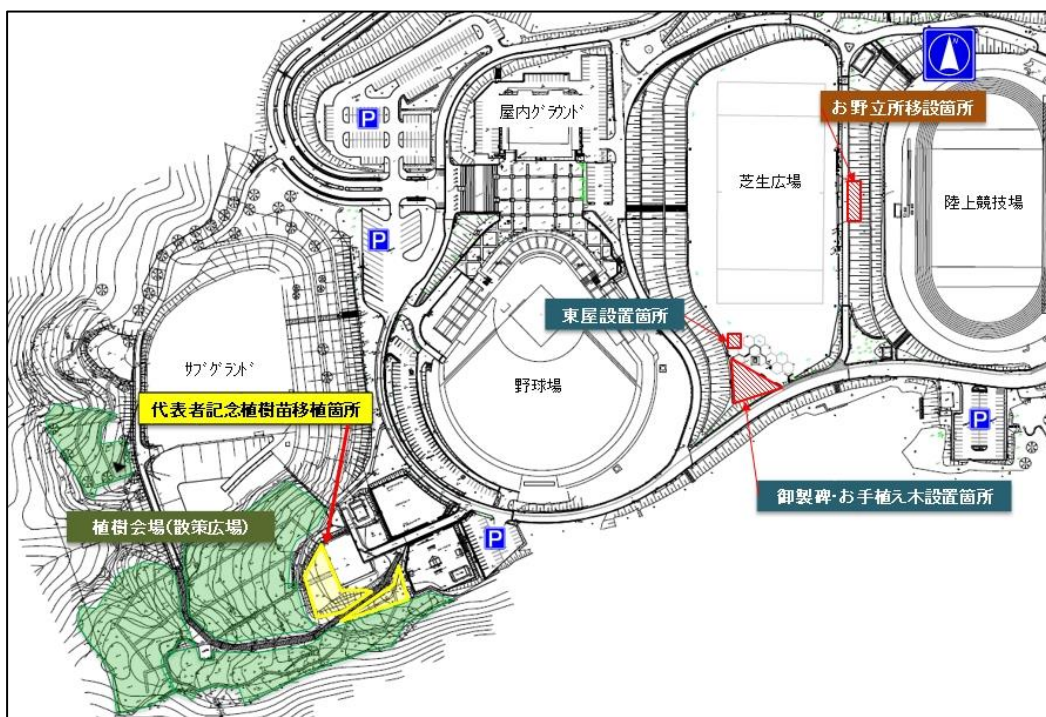 N
お野立所移設箇所
P
屋内グラウンド
芝生広場
陸上競技場
P
東屋設置箇所
サブグランド
野球場
代表者記念植樹苗移植箇所
P
御製碑・お手植え木設置箇所
植樹会場(散策広場)
P